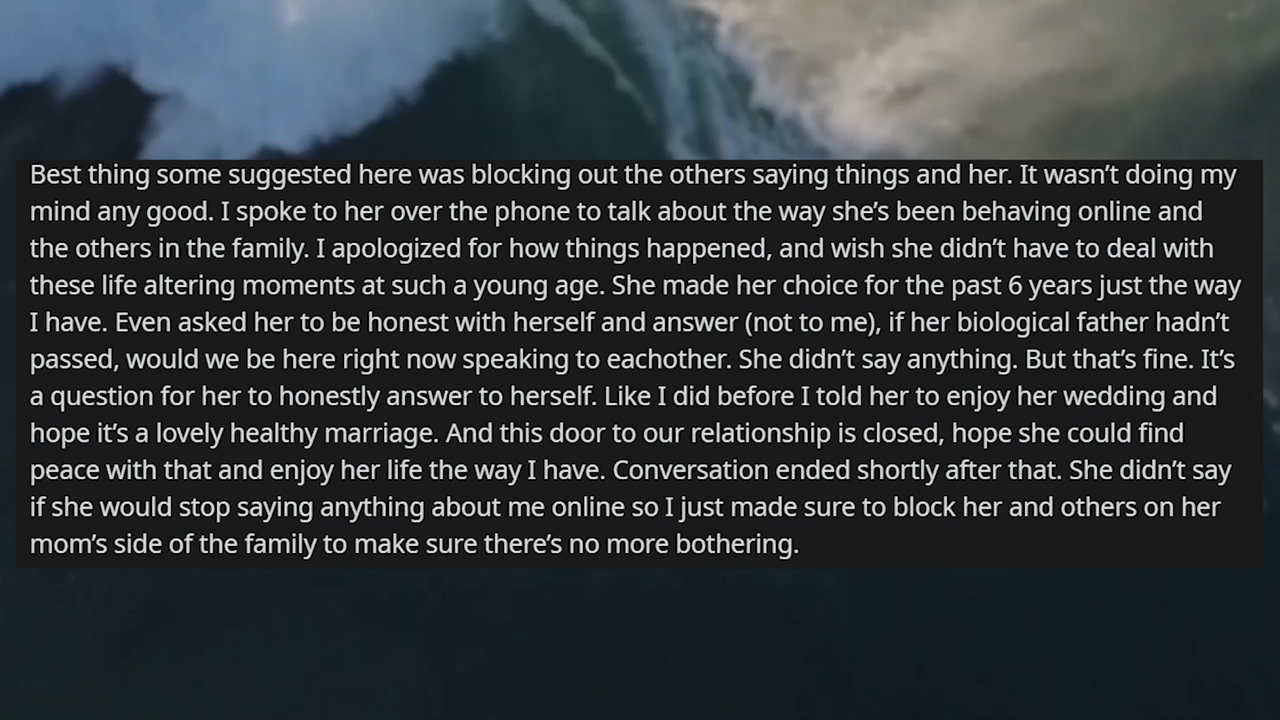 Best thing some suggested here was blocking out the others saying things and her. It wasn't doing my
mind any good. I spoke to her over the phone to talk about the way she's been behaving online and
the others in the family. I apologized for how things happened, and wish she didn't have to deal with
these life altering moments at such a young age. She made her choice for the past 6 years just the way
I have. Even asked her to be honest with herself and answer (not to me), if her biological father hadn't
passed, would we be here right now speaking to eachother. She didn't say anything. But that's fine. It's
a question for her to honestly answer to herself. Like I did before I told her to enjoy her wedding and
hope it's a lovely healthy marriage. And this door to our relationship is closed, hope she could find
peace with that and enjoy her life the way I have. Conversation ended shortly after that. She didn't say
if she would stop saying anything about me online so I just made sure to block her and others on her
mom's side of the family to make sure there's no more bothering.